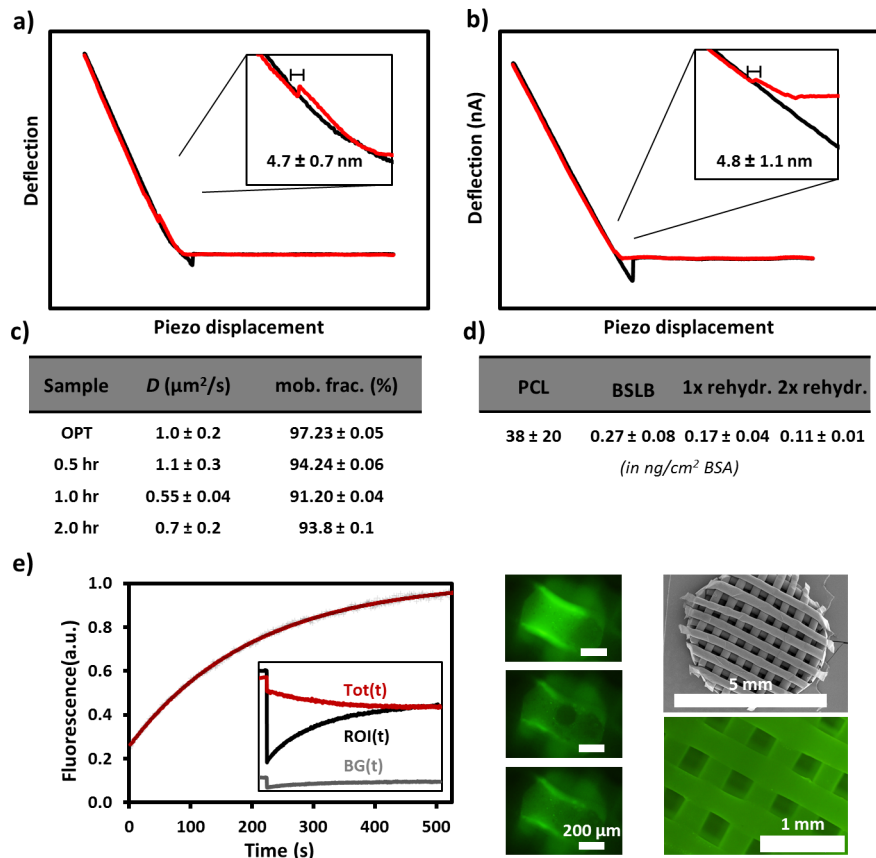 a)
Deflection
4.7 ± 0.7 nm
Piezo displacement
b)
Deflection (nA)
4.8 ± 1.1 nm
Piezo displacement
c)
Sample D (µm²/s) mob. frac. (%)
OPT 1.0 ± 0.2 97.23 ± 0.05
0.5 hr 1.1 ± 0.3 94.24 ± 0.06
1.0 hr 0.55 ± 0.04 91.20 ± 0.04
2.0 hr 0.7 ± 0.2 93.8 ± 0.1
d)
PCL BSLB 1x rehydr. 2x rehydr.
38 ± 20 0.27 ± 0.08 0.17 ± 0.04 0.11 ± 0.01
(in ng/cm² BSA)
e)
Fluorescence(a.u.)
1.0
0.8
0.6
0.4
0.2
0.0
Tot(t)
ROI(t)
BG(t)
0 100 200 300 400 500
Time (s)
200 µm
5 mm
1 mm